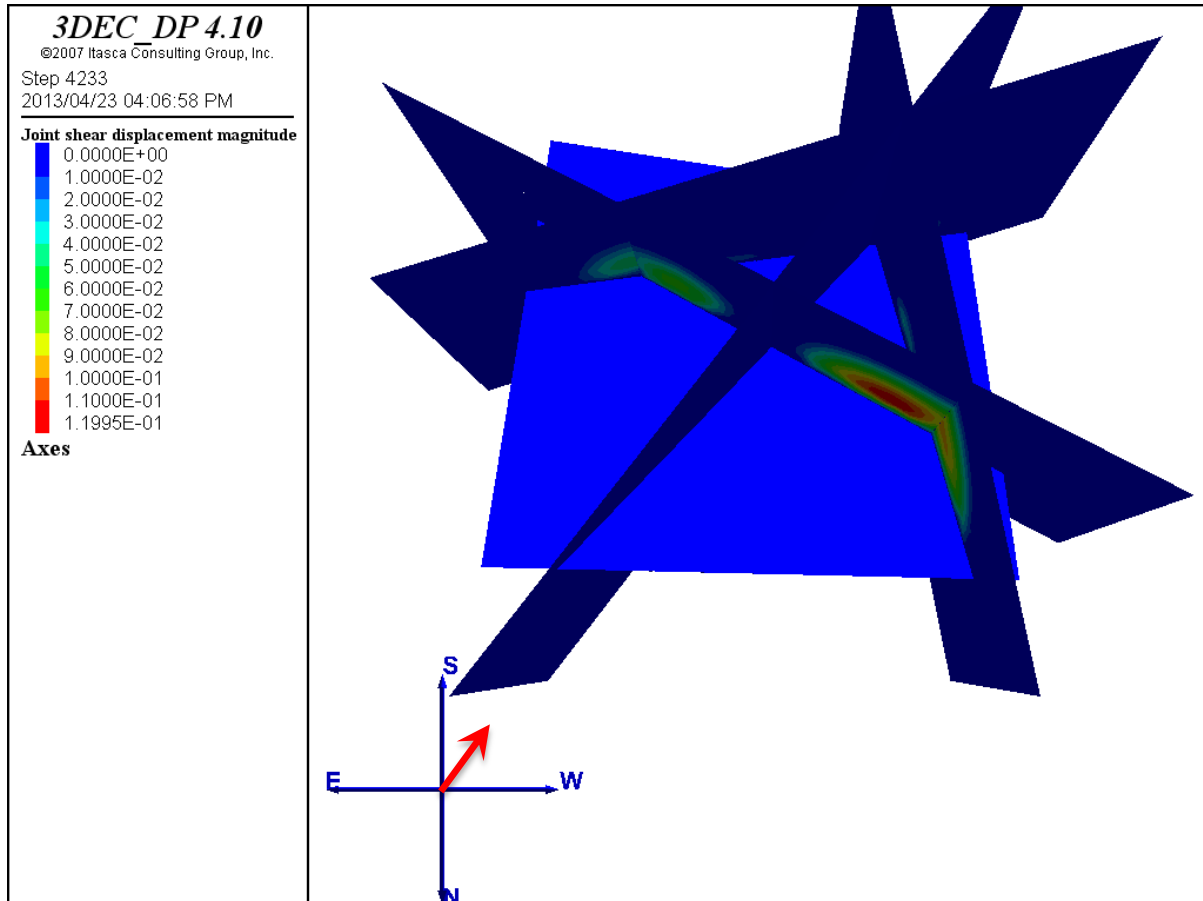 3DEC_DP 4.10
©2007 Itasca Consulting Group, Inc.
Step 4233
2013/04/23 04:06:58 PM
Joint shear displacement magnitude
0.0000E+00
1.0000E-02
2.0000E-02
3.0000E-02
4.0000E-02
5.0000E-02
6.0000E-02
7.0000E-02
8.0000E-02
9.0000E-02
1.0000E-01
1.1000E-01
1.1995E-01
Axes
S
E
W
N